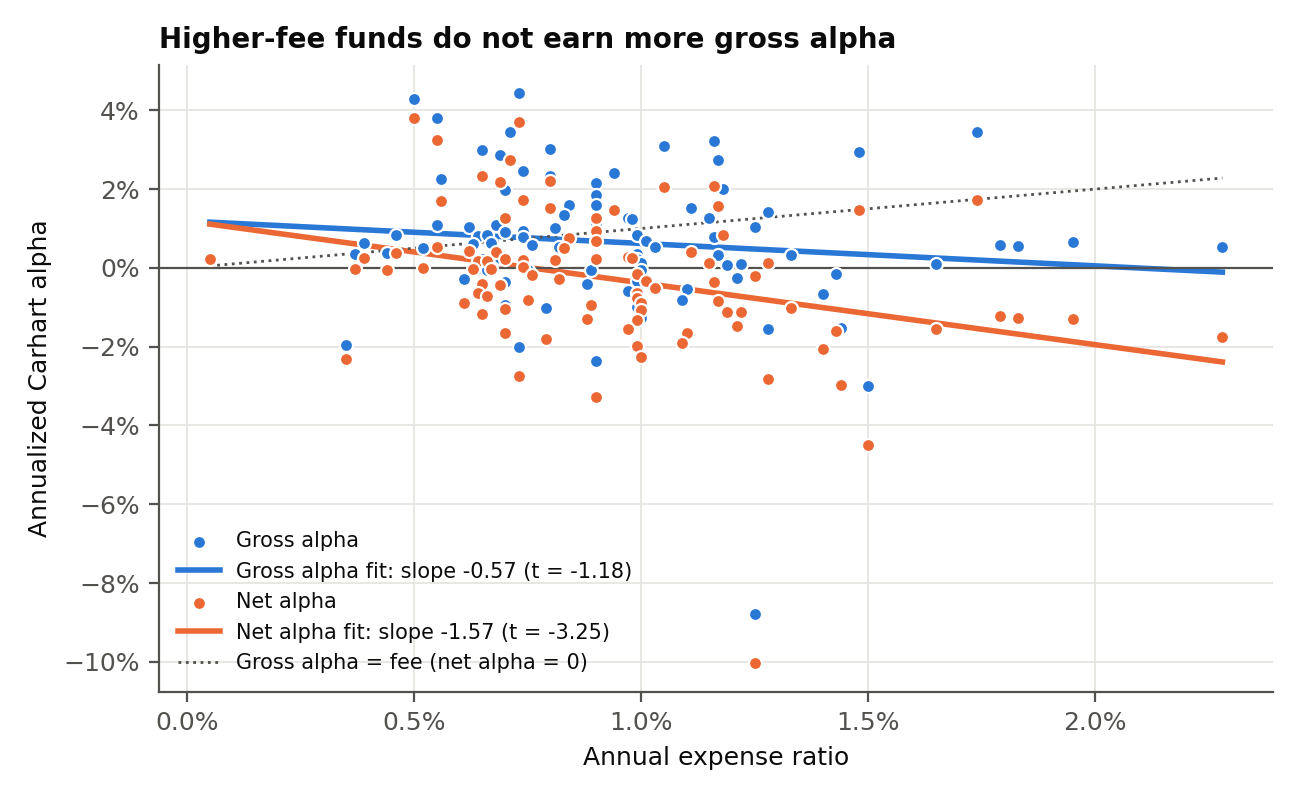 Higher-fee funds do not earn more gross alpha
Annualized Carhart alpha
4%
2%
0%
−2%
−4%
−6%
−8%
−10%
Gross alpha
Gross alpha fit: slope -0.57 (t = -1.18)
Net alpha
Net alpha fit: slope -1.57 (t = -3.25)
Gross alpha = fee (net alpha = 0)
0.0% 0.5% 1.0% 1.5% 2.0%
Annual expense ratio